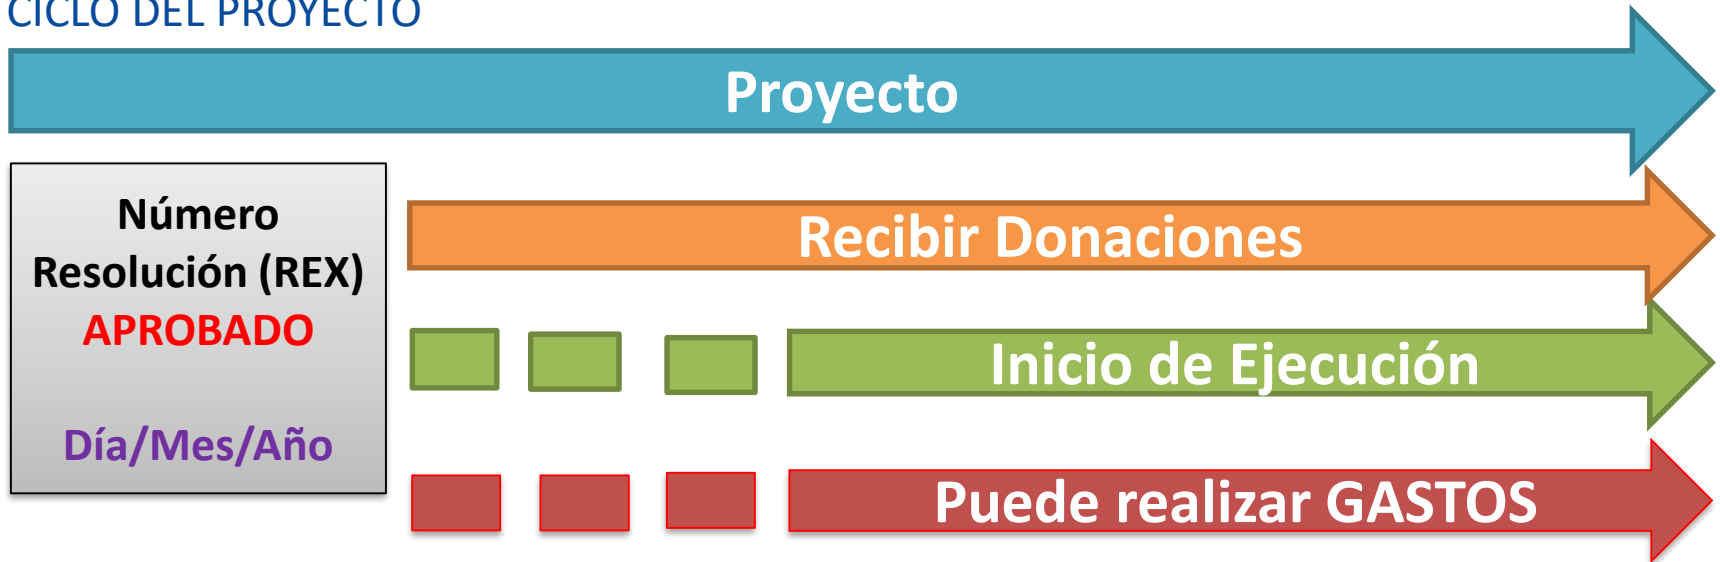 CICLO DEL PROYECTO
Proyecto
Número
Resolución (REX)
APROBADO
Día/Mes/Año
Recibir Donaciones
Inicio de Ejecución
Puede realizar GASTOS